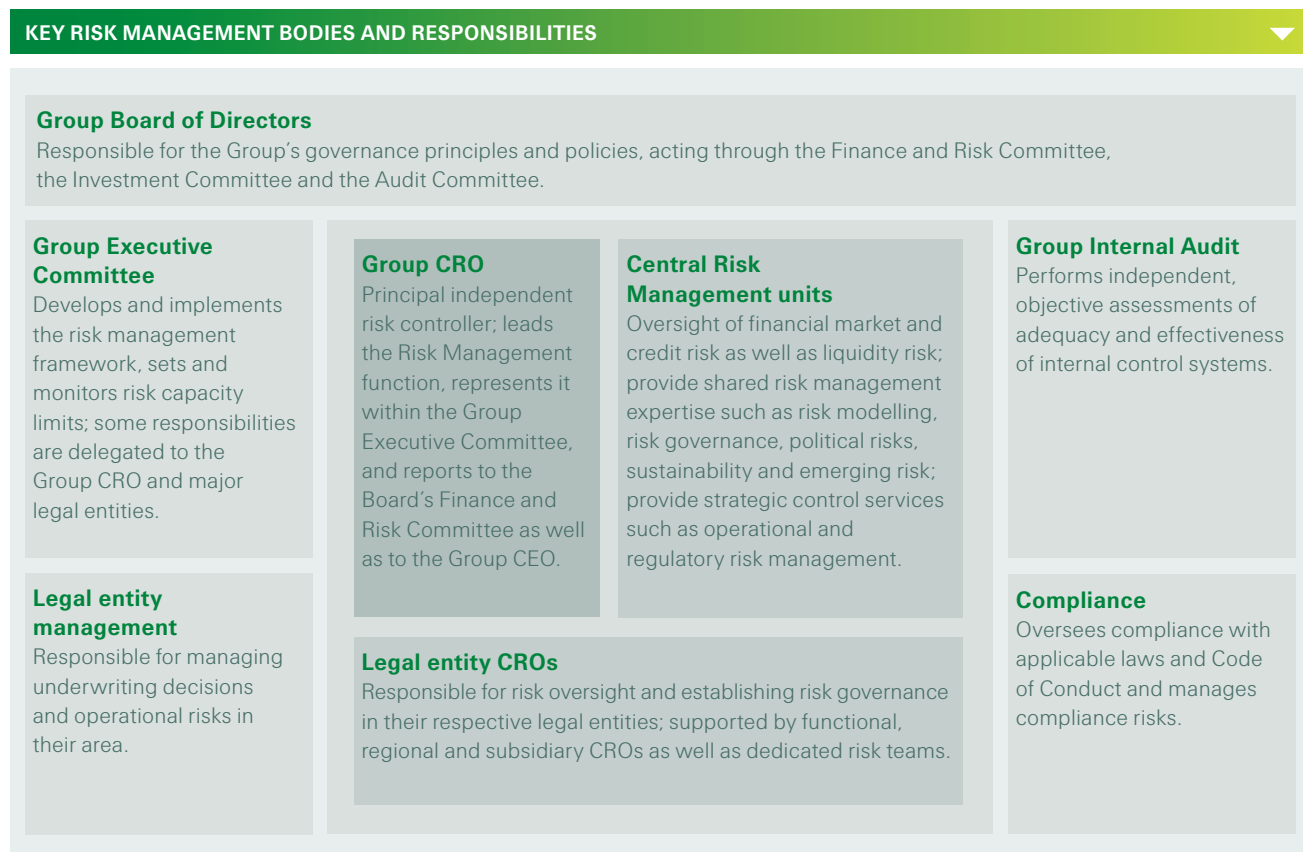 KEY RISK MANAGEMENT BODIES AND RESPONSIBILITIES
Group Board of Directors
Responsible for the Group’s governance principles and policies, acting through the Finance and Risk Committee,
the Investment Committee and the Audit Committee.
Group Executive
Committee
Develops and implements
the risk management
framework, sets and
monitors risk capacity
limits; some responsibilities
are delegated to the
Group CRO and major
legal entities.
Legal entity
management
Responsible for managing
underwriting decisions
and operational risks in
their area.
Group CRO
Principal independent
risk controller; leads
the Risk Management
function, represents it
within the Group
Executive Committee,
and reports to the
Board’s Finance and
Risk Committee as well
as to the Group CEO.
Central Risk
Management units
Oversight of financial market and
credit risk as well as liquidity risk;
provide shared risk management
expertise such as risk modelling,
risk governance, political risks,
sustainability and emerging risk;
provide strategic control services
such as operational and
regulatory risk management.
Legal entity CROs
Responsible for risk oversight and establishing risk governance
in their respective legal entities; supported by functional,
regional and subsidiary CROs as well as dedicated risk teams.
Group Internal Audit
Performs independent,
objective assessments of
adequacy and effectiveness
of internal control systems.
Compliance
Oversees compliance with
applicable laws and Code
of Conduct and manages
compliance risks.